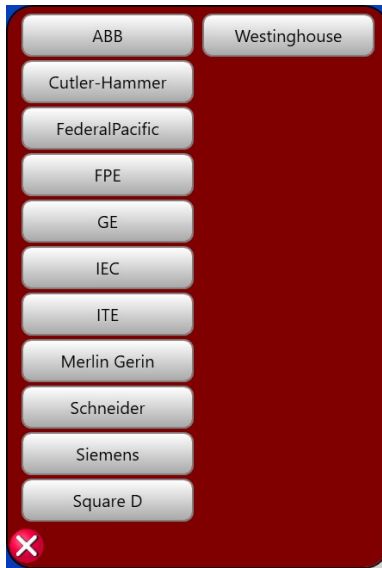 ABB
Westinghouse
Cutler-Hammer
FederalPacific
FPE
GE
IEC
ITE
Merlin Gerin
Schneider
Siemens
Square D